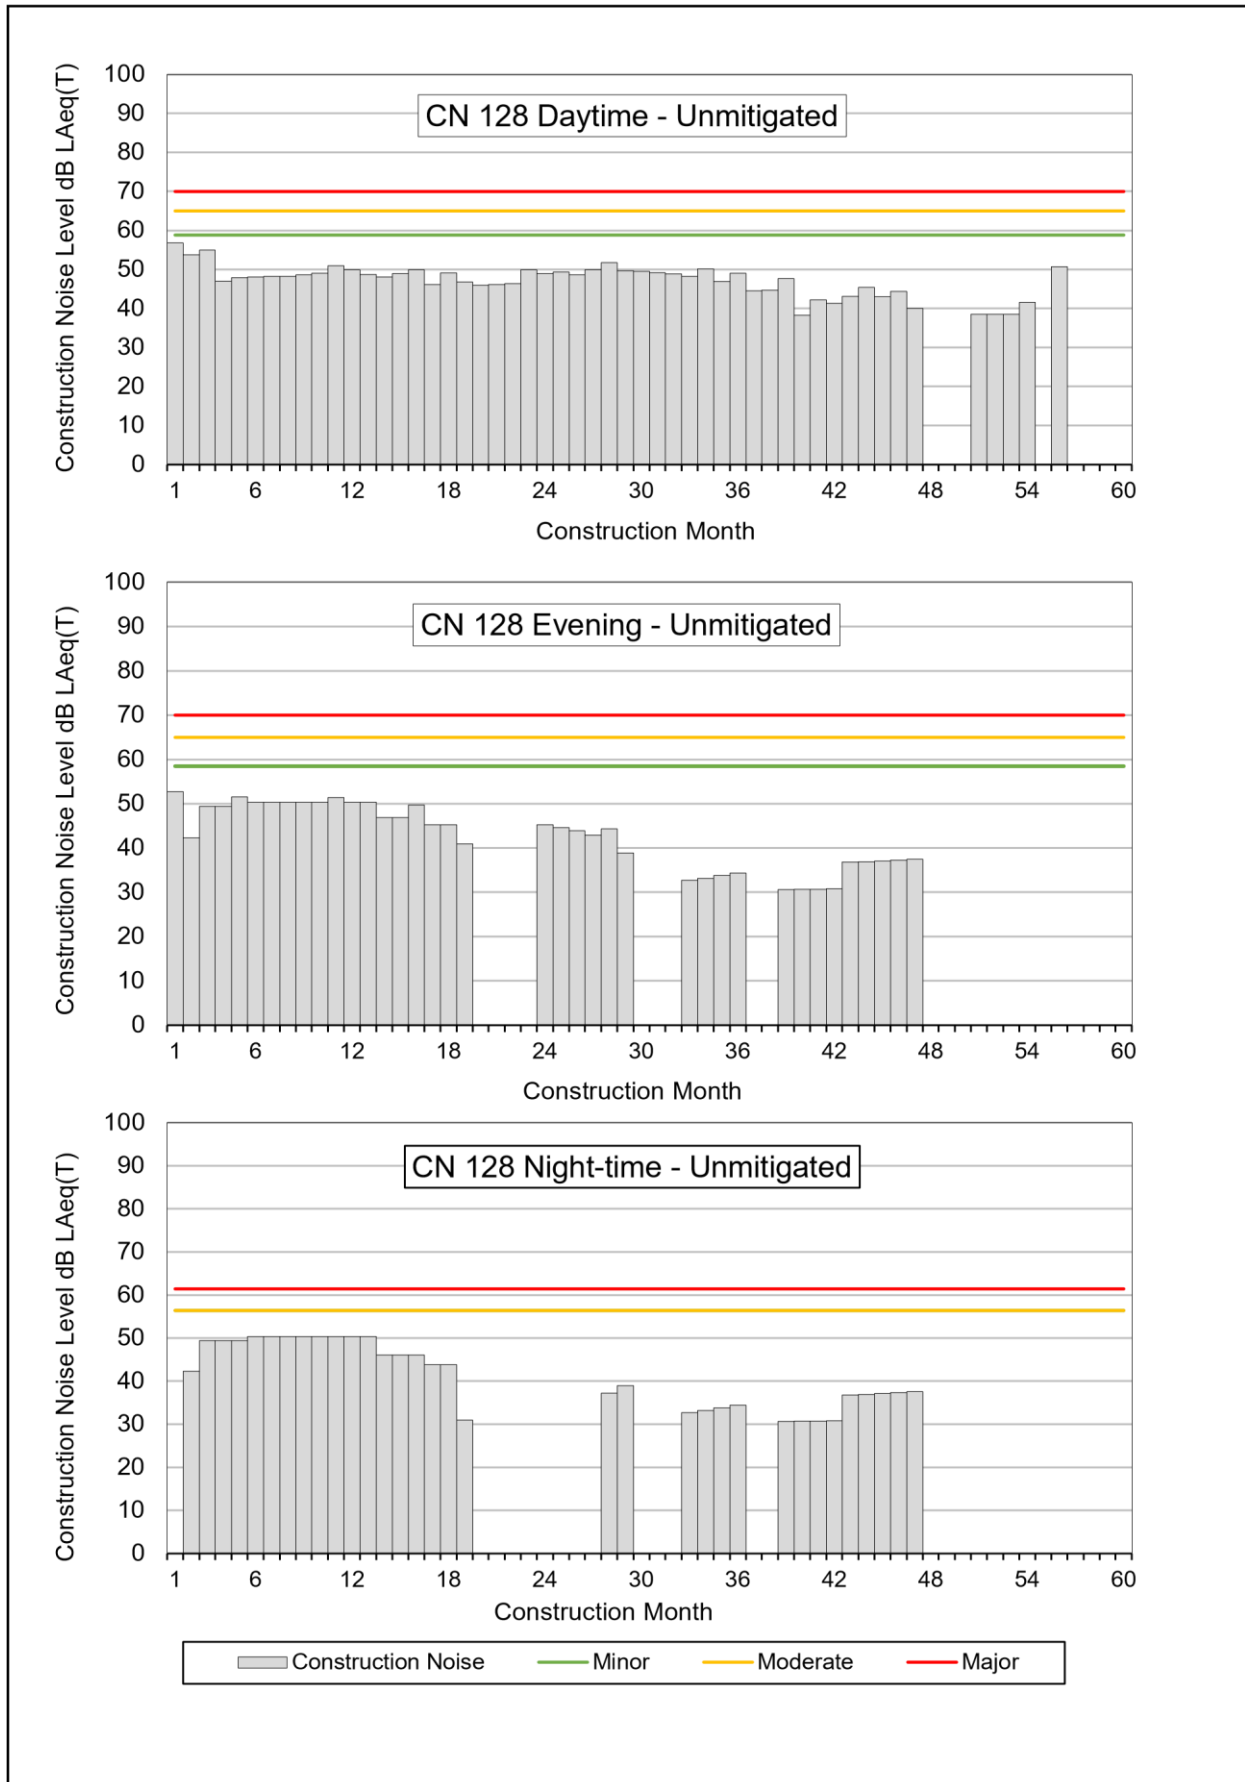 CN 128 Daytime - Unmitigated
Construction Noise Level dB LAeq(T)
100
90
80
70
60
50
40
30
20
10
0
1 6 12 18 24 30 36 42 48 54 60
Construction Month
CN 128 Evening - Unmitigated
Construction Noise Level dB LAeq(T)
100
90
80
70
60
50
40
30
20
10
0
1 6 12 18 24 30 36 42 48 54 60
Construction Month
CN 128 Night-time - Unmitigated
Construction Noise Level dB LAeq(T)
100
90
80
70
60
50
40
30
20
10
0
1 6 12 18 24 30 36 42 48 54 60
Construction Month
Construction Noise Minor Moderate Major